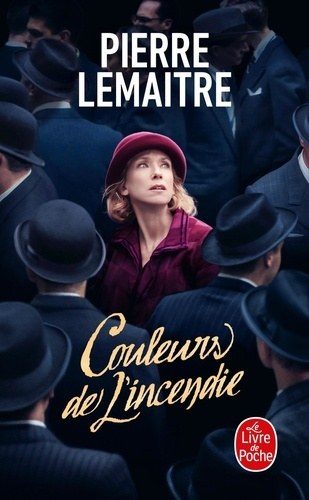 PIERRE
LEMAITRE
Couleurs
de L'incendie
Le
Livre
de
Poche